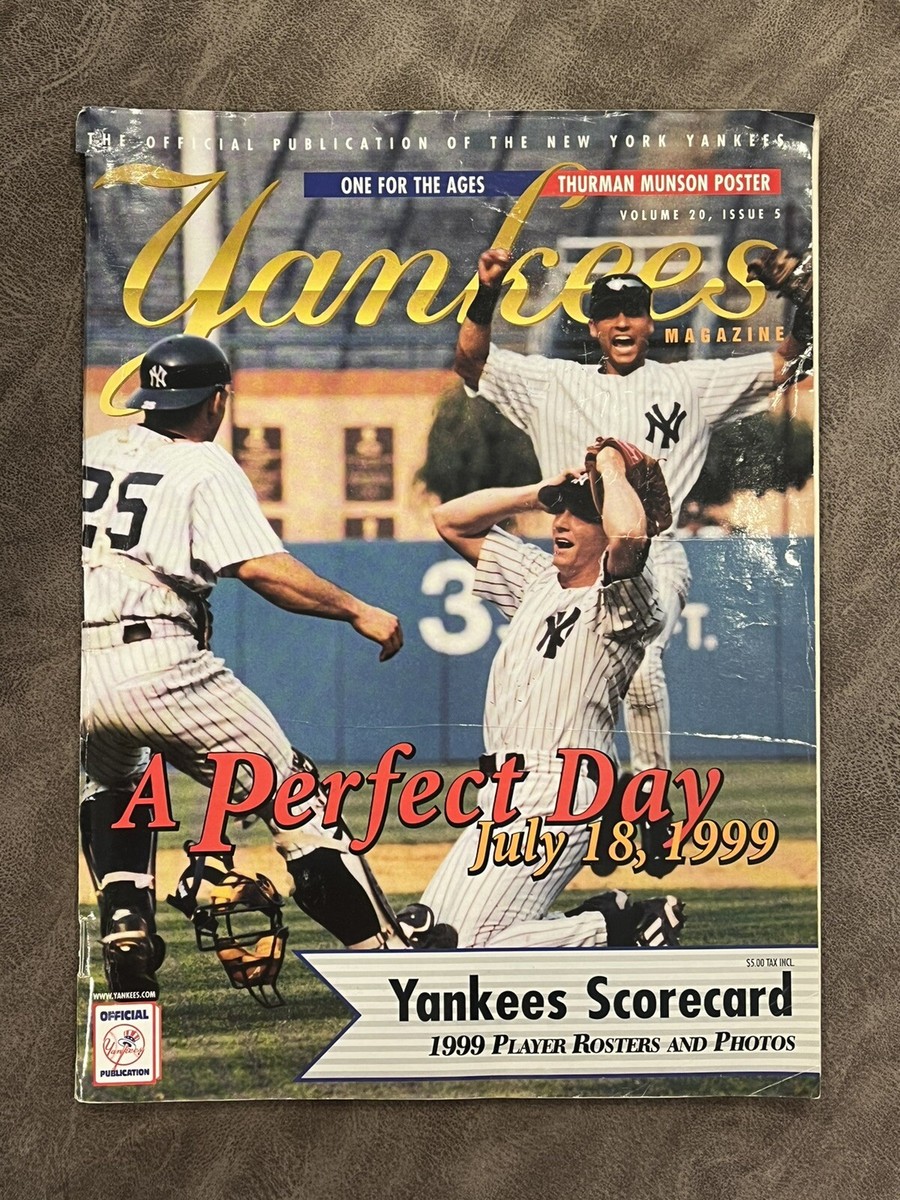 THE OFFICIAL PUBLICATION OF THE NEW YORK YANKEES
ONE FOR THE AGES
THURMAN MUNSON POSTER
VOLUME 20, ISSUE 5
Yankees
MAGAZINE
NY
NY
NY
25
3
FT.
A Perfect Day
July 18, 1999
$5.00 TAX INCL.
Yankees Scorecard
1999 PLAYER ROSTERS AND PHOTOS
WWW.YANKEES.COM
OFFICIAL
Yankees
PUBLICATION